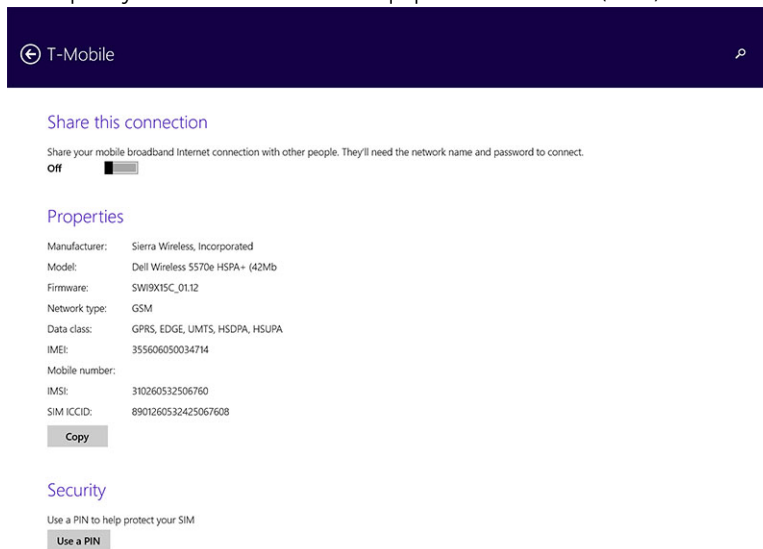 T-Mobile
Share this connection
Share your mobile broadband Internet connection with other people. They'll need the network name and password to connect.
Off
Properties
Manufacturer: Sierra Wireless, Incorporated
Model: Dell Wireless 5570e HSPA+ (42Mb
Firmware: SWI9X15C_01.12
Network type: GSM
Data class: GPRS, EDGE, UMTS, HSDPA, HSUPA
IMEI: 355606050034714
Mobile number:
IMSI: 310260532506760
SIM ICCID: 8901260532425067608
Copy
Security
Use a PIN to help protect your SIM
Use a PIN